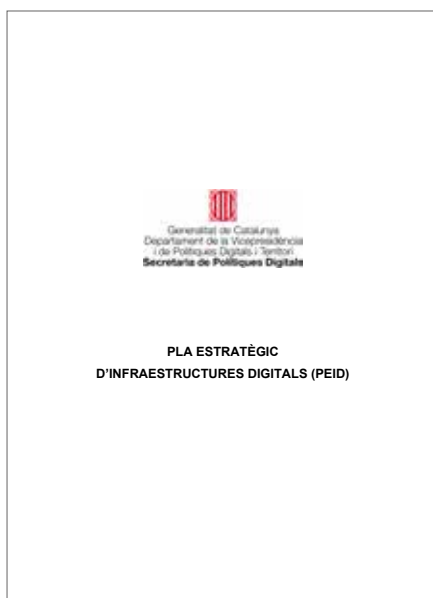 Generalitat de Catalunya
Departament de la Vicepresidència
i de Polítiques Digitals i Territori
Secretaria de Polítiques Digitals
PLA ESTRATÈGIC
D'INFRAESTRUCTURES DIGITALS (PEID)